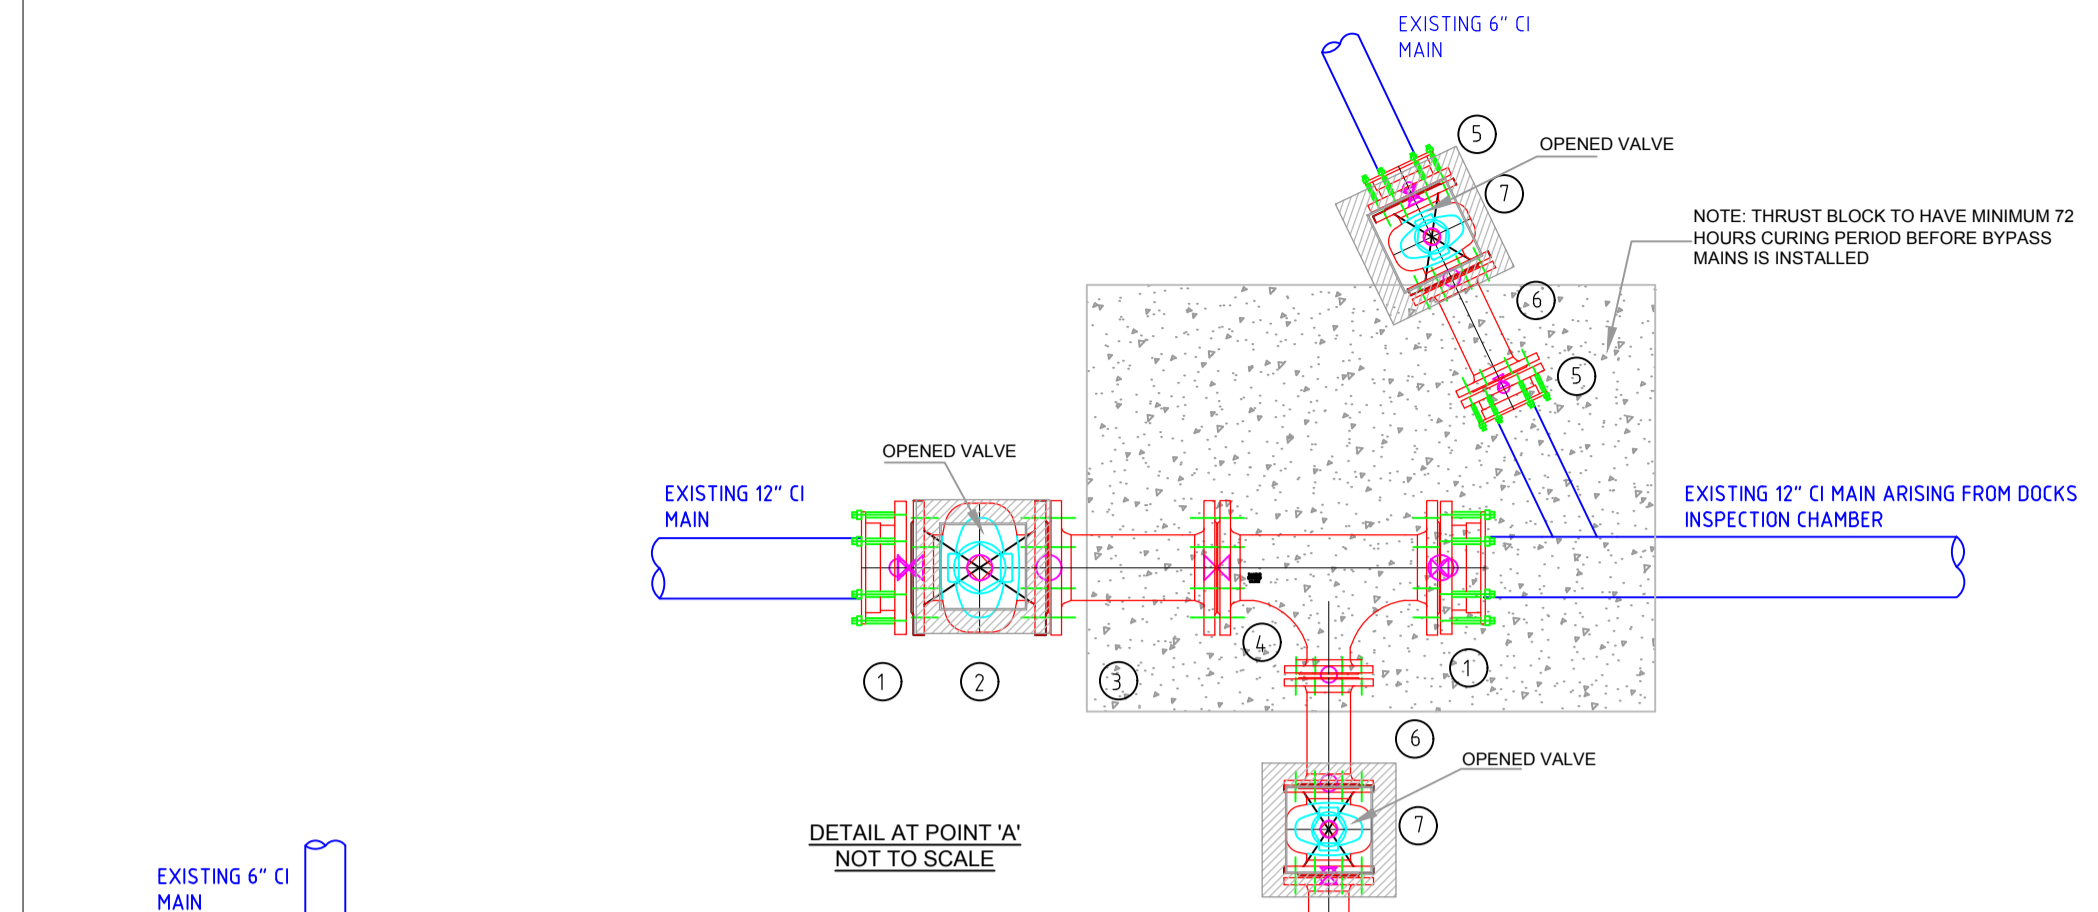 EXISTING 6" CI
MAIN
5
OPENED VALVE
7
NOTE: THRUST BLOCK TO HAVE MINIMUM 72
HOURS CURING PERIOD BEFORE BYPASS
MAINS IS INSTALLED
6
5
OPENED VALVE
EXISTING 12" CI
MAIN
EXISTING 12" CI MAIN ARISING FROM DOCKS
INSPECTION CHAMBER
4
1
2
3
1
6
OPENED VALVE
7
DETAIL AT POINT 'A'
NOT TO SCALE
EXISTING 6" CI
MAIN